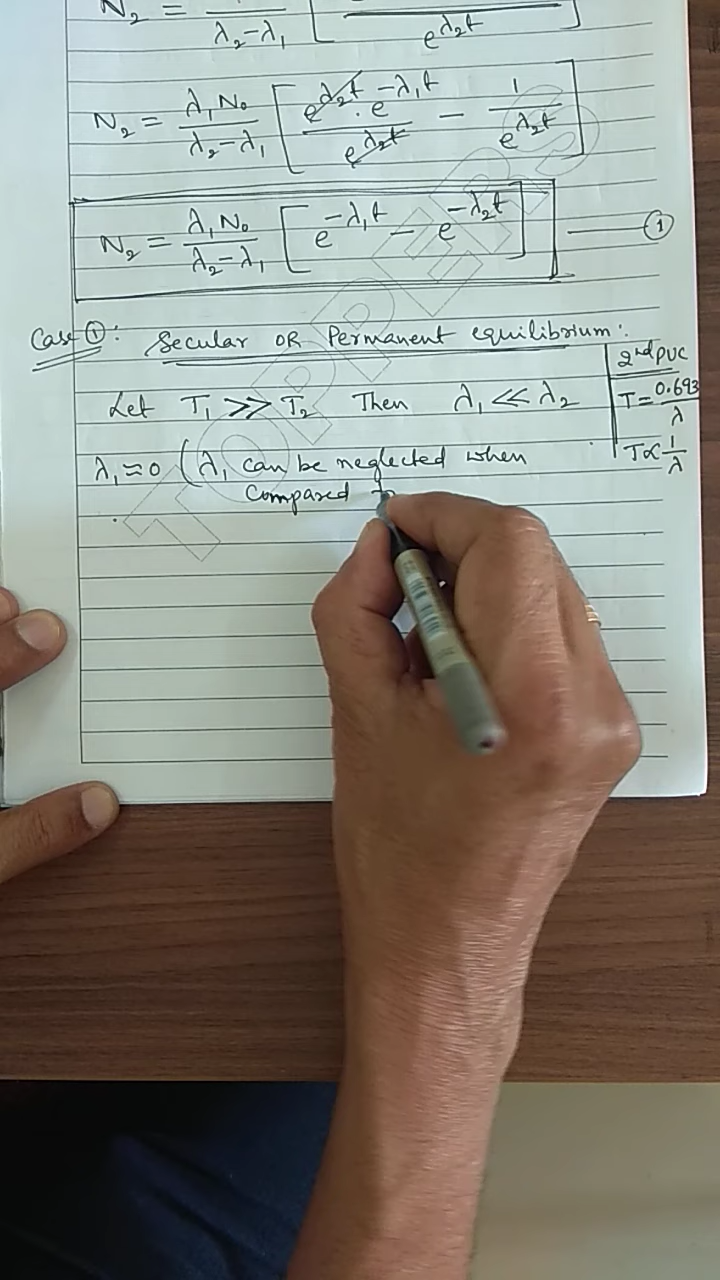 N₂ = / λ₂-λ₁ [ / e^λ₂t ]
N₂ = λ₁N₀ / λ₂-λ₁ [ e^λ₂t . e^-λ₁t / e^λ₂t - 1 / e^λ₂t ]
N₂ = λ₁N₀ / λ₂-λ₁ [ e^-λ₁t - e^-λ₂t ] —— ①
Case ①: Secular OR Permanent equilibrium:
2nd PUC
Let T₁ >> T₂ Then λ₁ << λ₂
T = 0.693 / λ
T ∝ 1 / λ
λ₁ ≈ 0 ( λ₁ can be neglected when
compared
TOPPERS